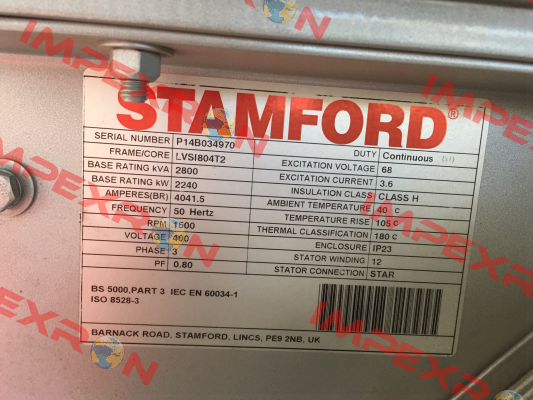 STAMFORD®
SERIAL NUMBER P14B034970 DUTY Continuous (S1)
FRAME/CORE LVSI804T2 EXCITATION VOLTAGE 68
BASE RATING kVA 2800 EXCITATION CURRENT 3.6
BASE RATING kW 2240 INSULATION CLASS CLASS H
AMPERES(BR) 4041.5 AMBIENT TEMPERATURE 40 C
FREQUENCY 50 Hertz TEMPERATURE RISE 105 C
RPM 1500 THERMAL CLASSIFICATION 180 C
VOLTAGE 400 ENCLOSURE IP23
PHASE 3 STATOR WINDING 12
PF 0.80 STATOR CONNECTION STAR
BS 5000,PART 3 IEC EN 60034-1
ISO 8528-3
BARNACK ROAD, STAMFORD, LINCS, PE9 2NB, UK
IMPEXRON
IMPEXRON
IMPEXRON
IMPEXRON